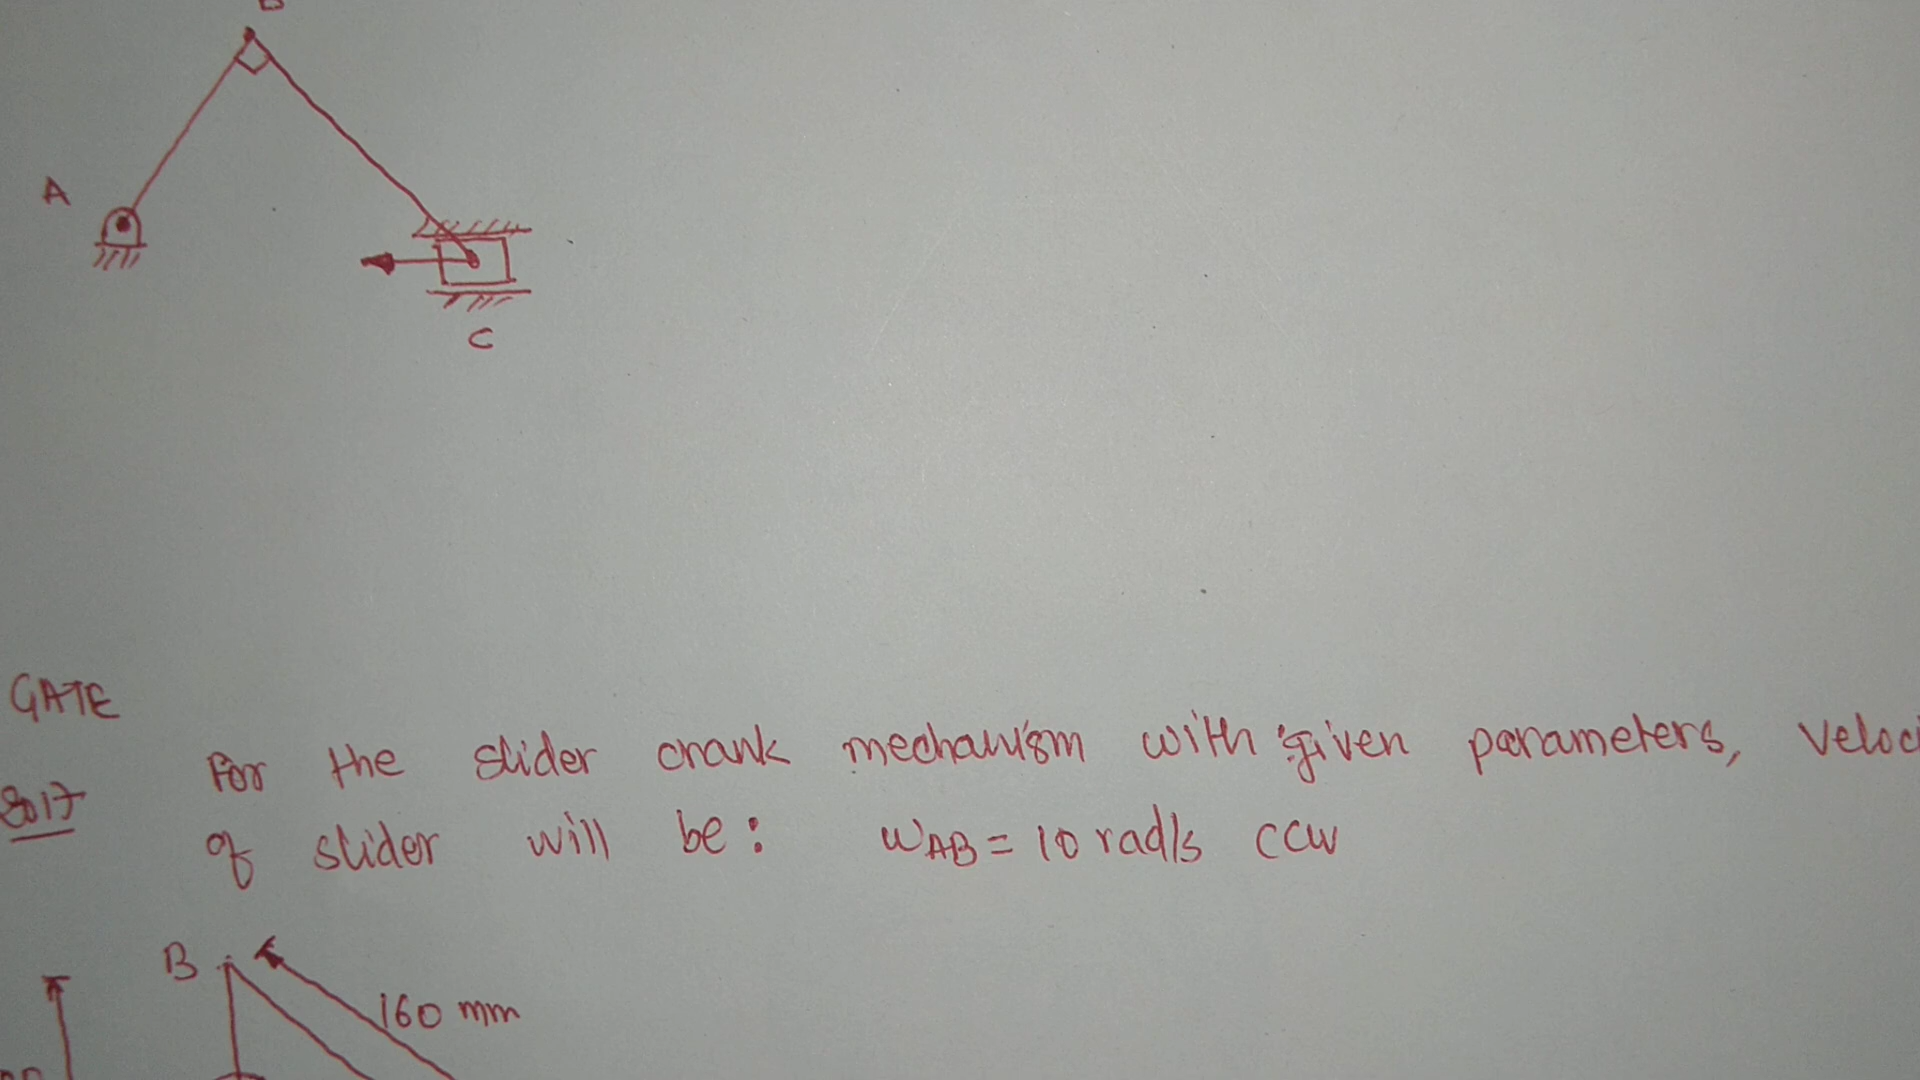 A
C
GATE
2017
For the slider crank mechanism with given parameters,
of slider will be: ωAB = 10 rad/s CCW
B
160 mm